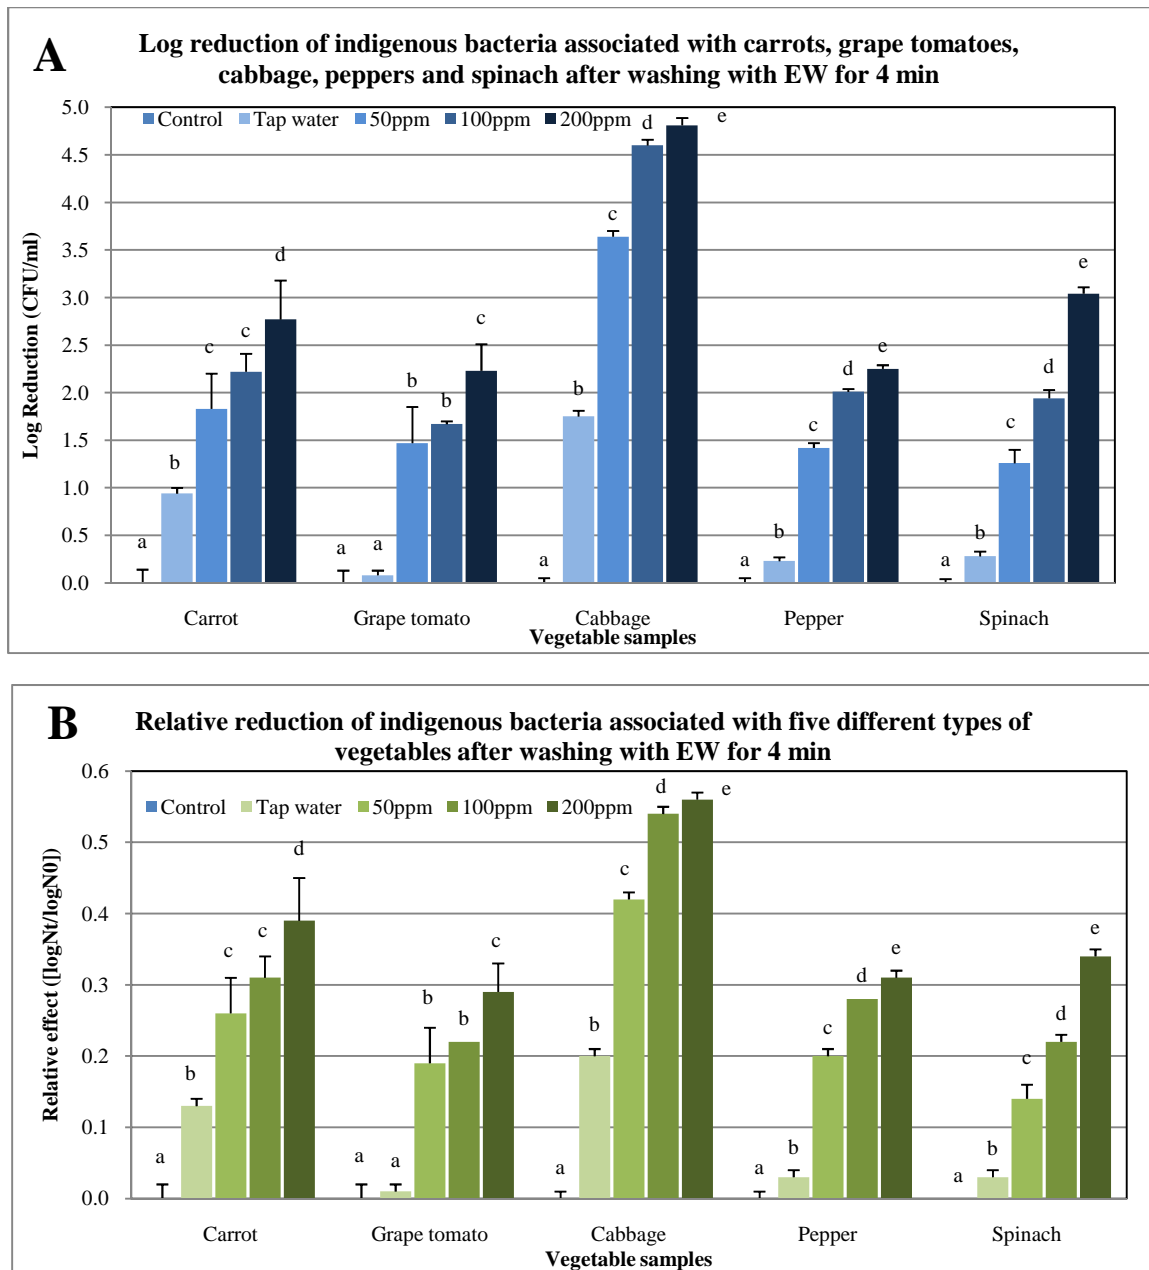 A
Log reduction of indigenous bacteria associated with carrots, grape tomatoes,
cabbage, peppers and spinach after washing with EW for 4 min
5.0
Control Tap water 50ppm 100ppm 200ppm
d
e
4.5
4.0
c
3.5
d
3.0
e
2.5
c
c
c
2.0
b
b
b
d
e
d
1.5
c
c
1.0
b
0.5
a
a
a
a
a
b
a
b
0.0
Log Reduction (CFU/ml)
Carrot Grape tomato Cabbage Pepper Spinach
Vegetable samples
B
Relative reduction of indigenous bacteria associated with five different types of
vegetables after washing with EW for 4 min
0.6
Control Tap water 50ppm 100ppm 200ppm
d
e
0.5
d
c
0.4
c
c
c
e
0.3
b
b
d
e
d
0.2
b
b
c
c
0.1
a
a
a
a
a
b
a
b
0.0
Relative effect ([logNt/logN0])
Carrot Grape tomato Cabbage Pepper Spinach
Vegetable samples